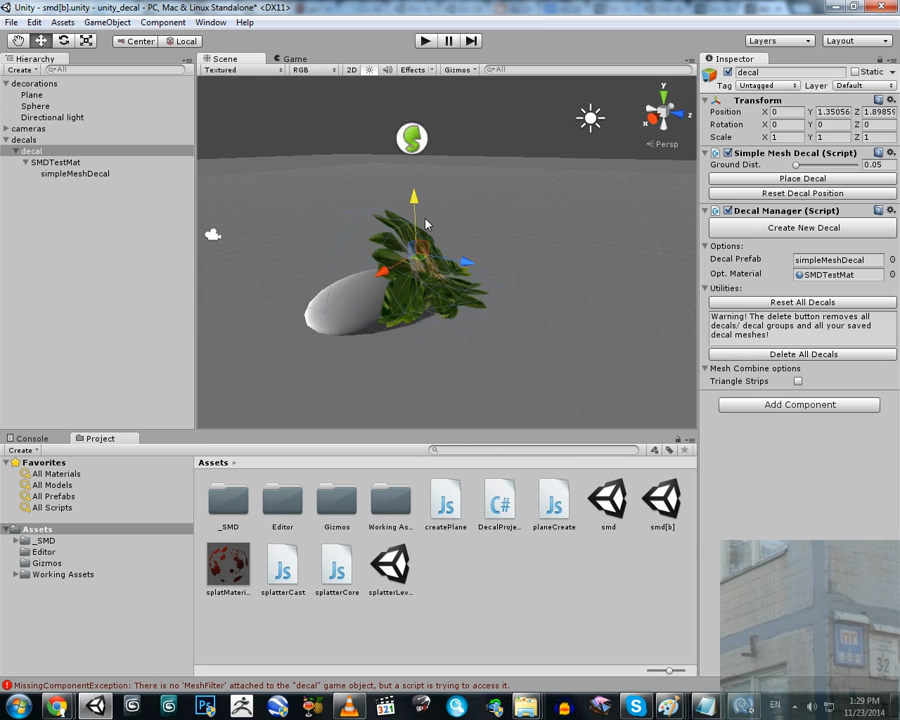 Unity - smd[b].unity - unity_decal - PC, Mac & Linux Standalone* <DX11>
File Edit Assets GameObject Component Window Help
Center Local Layers Layout
Hierarchy
Create All
decorations
Plane
Sphere
Directional light
cameras
decals
decal
SMDTestMat
simpleMeshDecal
Scene Game
Textured RGB 2D Effects Gizmos All
y
x
z
Persp
Inspector
decal Static
Tag Untagged Layer Default
Transform
Position X 0 Y 1.35056 Z 1.89859
Rotation X 0 Y 0 Z 0
Scale X 1 Y 1 Z 1
Simple Mesh Decal (Script)
Ground Dist. 0.05
Place Decal
Reset Decal Position
Decal Manager (Script)
Create New Decal
Options:
Decal Prefab simpleMeshDecal
Opt. Material SMDTestMat
Utilities:
Reset All Decals
Warning! The delete button removes all
decals/ decal groups and all your saved
decal meshes!
Delete All Decals
Mesh Combine options
Triangle Strips
Add Component
Console Project
Create
Favorites
All Materials
All Models
All Prefabs
All Scripts
Assets
_SMD
Editor
Gizmos
Working Assets
Assets
Js C# Js
_SMD Editor Gizmos Working As... createPlane DecalProje... planeCreate smd smd[b]
Js Js
splatMateri... splatterCast splatterCore splatterLev...
ПГ
32
MissingComponentException: There is no 'MeshFilter' attached to the "decal" game object, but a script is trying to access it.
321
EN
1:29 PM
11/23/2014